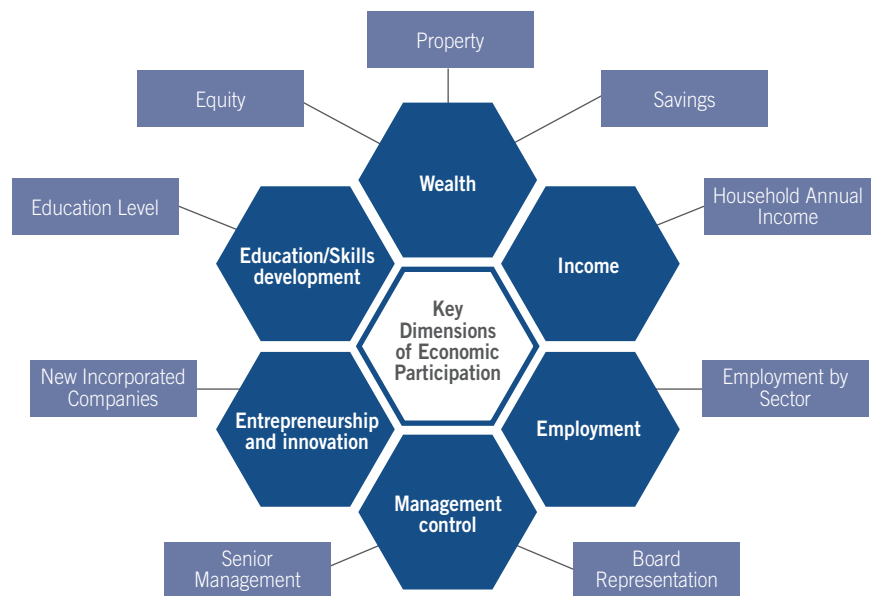 Property
Equity
Savings
Wealth
Education Level
Household Annual
Income
Education/Skills
development
Income
Key
Dimensions
of Economic
Participation
New Incorporated
Companies
Employment by
Sector
Entrepreneurship
and innovation
Employment
Management
control
Senior
Management
Board
Representation